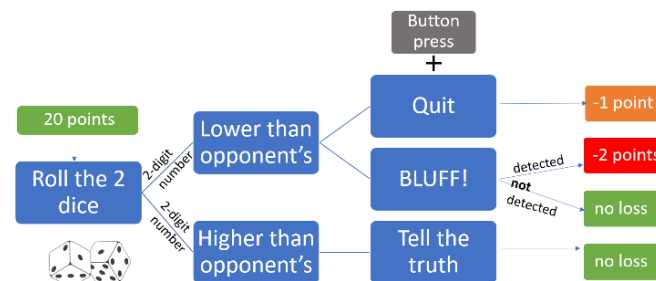 Button
press
+
20 points
Roll the 2
dice
2-digit
number
2-digit
number
Lower than
opponent's
Higher than
opponent's
Quit
BLUFF!
Tell the
truth
detected
not
detected
-1 point
-2 points
no loss
no loss